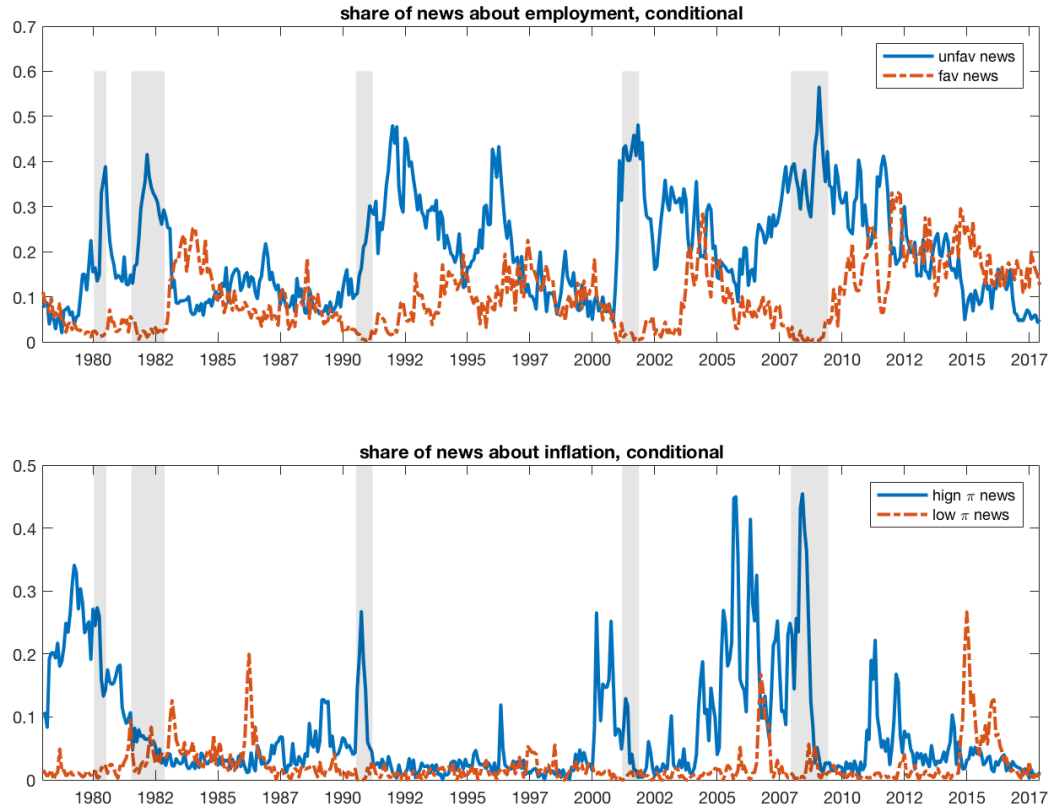 share of news about employment, conditional
0.7
0.6
0.5
0.4
0.3
0.2
0.1
0
unfav news
fav news
1980 1982 1985 1987 1990 1992 1995 1997 2000 2002 2005 2007 2010 2012 2015 2017
share of news about inflation, conditional
0.5
0.4
0.3
0.2
0.1
0
hign π news
low π news
1980 1982 1985 1987 1990 1992 1995 1997 2000 2002 2005 2007 2010 2012 2015 2017